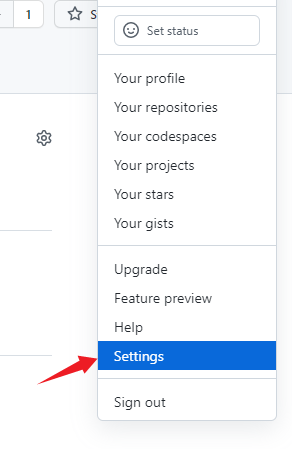 1
S
Set status
Your profile
Your repositories
Your codespaces
Your projects
Your stars
Your gists
Upgrade
Feature preview
Help
Settings
Sign out